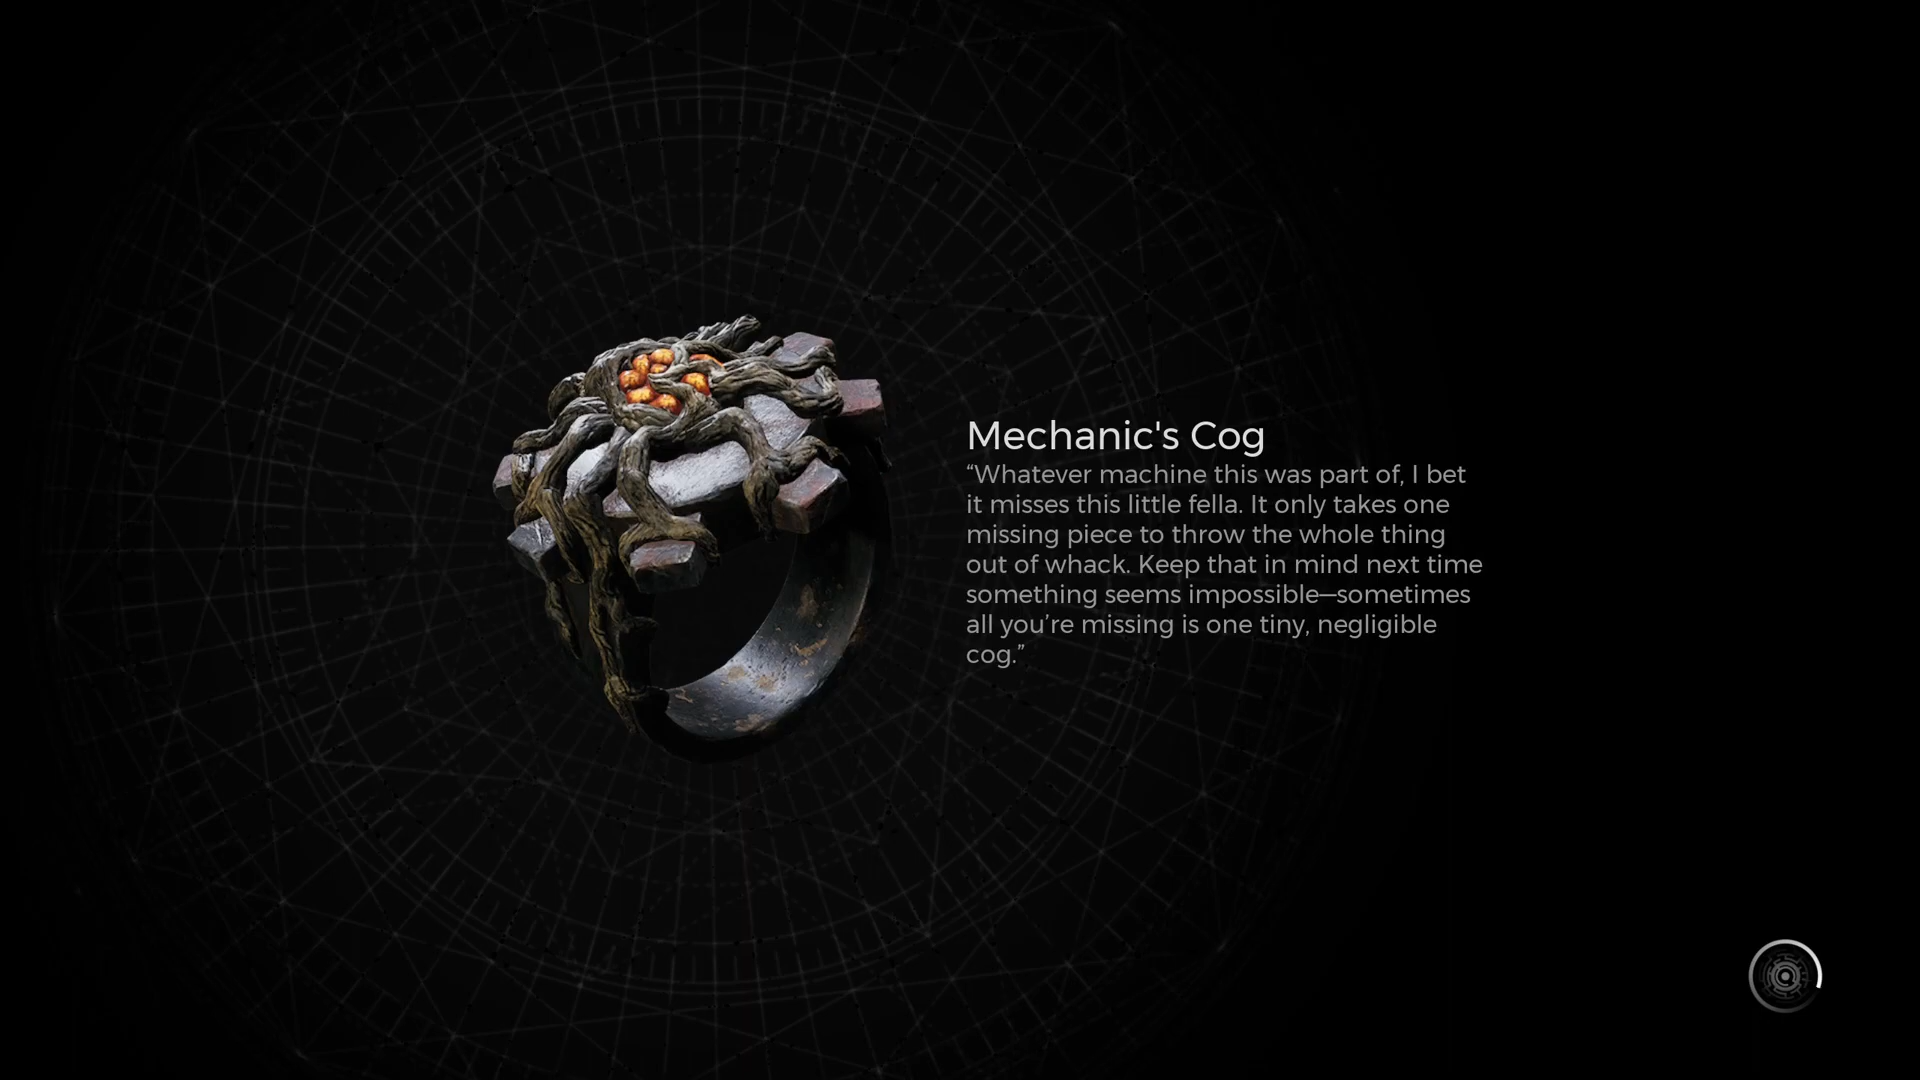 Mechanic's Cog
“Whatever machine this was part of, I bet
it misses this little fella. It only takes one
missing piece to throw the whole thing
out of whack. Keep that in mind next time
something seems impossible—sometimes
all you’re missing is one tiny, negligible
cog.”